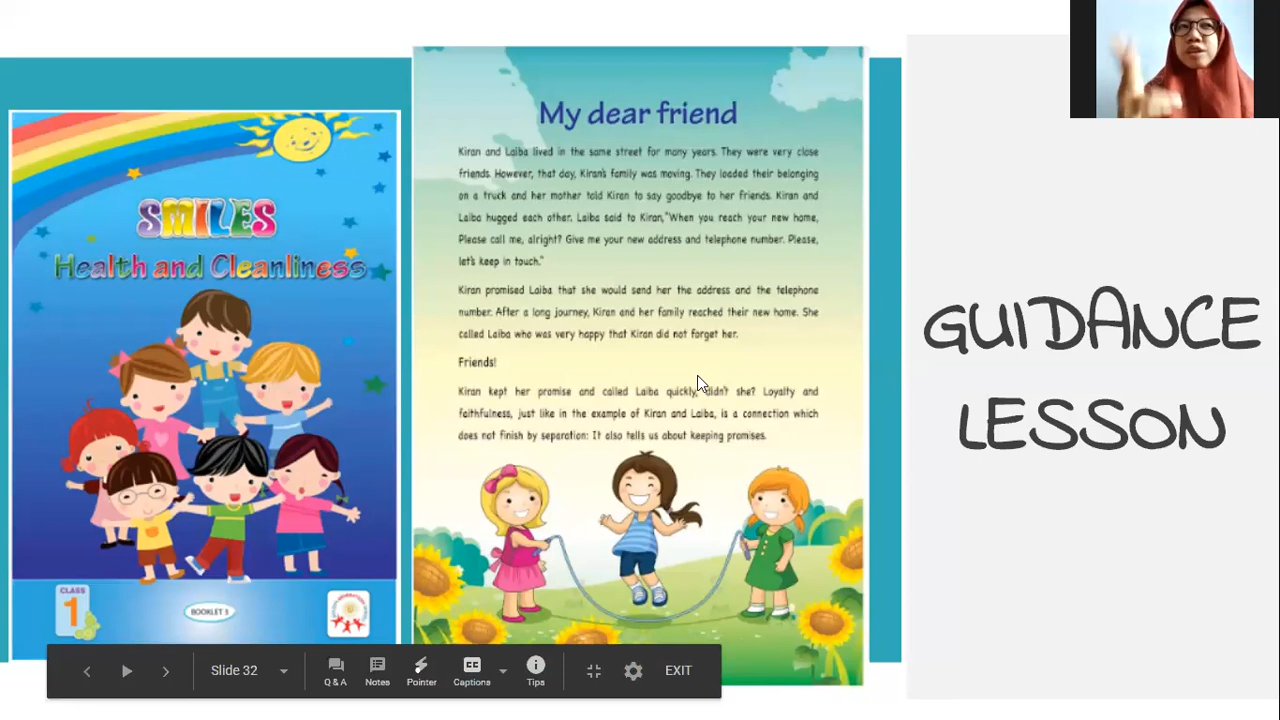 SMILES
Health and Cleanliness
CLASS
1
BOOKLET 3
My dear friend
Kiran and Laiba lived in the same street for many years. They were very close
friends. However, that day, Kiran's family was moving. They loaded their belonging
on a truck and her mother told Kiran to say goodbye to her friends. Kiran and
Laiba hugged each other. Laiba said to Kiran,"When you reach your new home,
Please call me, alright? Give me your new address and telephone number. Please,
let's keep in touch."
Kiran promised Laiba that she would send her the address and the telephone
number. After a long journey, Kiran and her family reached their new home. She
called Laiba who was very happy that Kiran did not forget her.
Friends!
Kiran kept her promise and called Laiba quickly, didn't she? Loyalty and
faithfulness, just like in the example of Kiran and Laiba, is a connection which
does not finish by separation: It also tells us about keeping promises.
GUIDANCE
LESSON
Slide 32
Q & A
Notes
Pointer
CC
Captions
Tips
EXIT